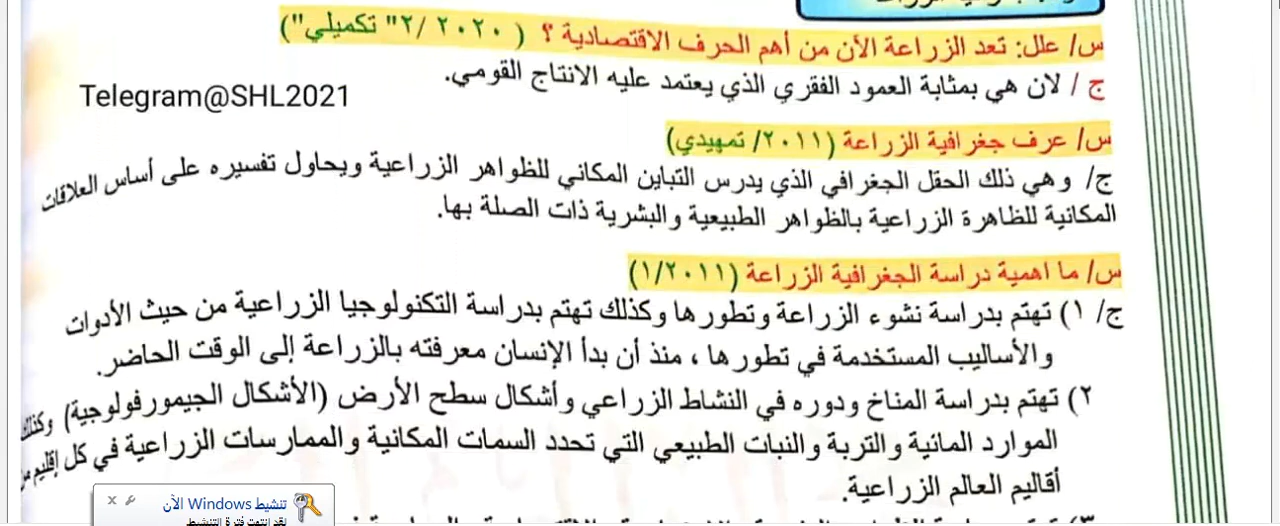 س/ علل: تعد الزراعة الآن من أهم الحرف الاقتصادية ؟ ( ٢٠٢٠ /٢" تكميلي")
ج / لان هي بمثابة العمود الفقري الذي يعتمد عليه الانتاج القومي.
Telegram@SHL2021
س/ عرف جغرافية الزراعة (٢٠١١/ تمهيدي)
ج/ وهي ذلك الحقل الجغرافي الذي يدرس التباين المكاني للظواهر الزراعية ويحاول تفسيره على أساس العلاقات
المكانية للظاهرة الزراعية بالظواهر الطبيعية والبشرية ذات الصلة بها.
س/ ما اهمية دراسة الجغرافية الزراعة (١/٢٠١١)
ج/ ١) تهتم بدراسة نشوء الزراعة وتطورها وكذلك تهتم بدراسة التكنولوجيا الزراعية من حيث الأدوات
والأساليب المستخدمة في تطورها ، منذ أن بدأ الإنسان معرفته بالزراعة إلى الوقت الحاضر.
٢) تهتم بدراسة المناخ ودوره في النشاط الزراعي وأشكال سطح الأرض (الأشكال الجيمورفولوجية) وكذلك
الموارد المائية والتربة والنبات الطبيعي التي تحدد السمات المكانية والممارسات الزراعية في كل إقليم من
أقاليم العالم الزراعية.
تنشيط Windows الآن
لقد انتهت فترة التنشيط